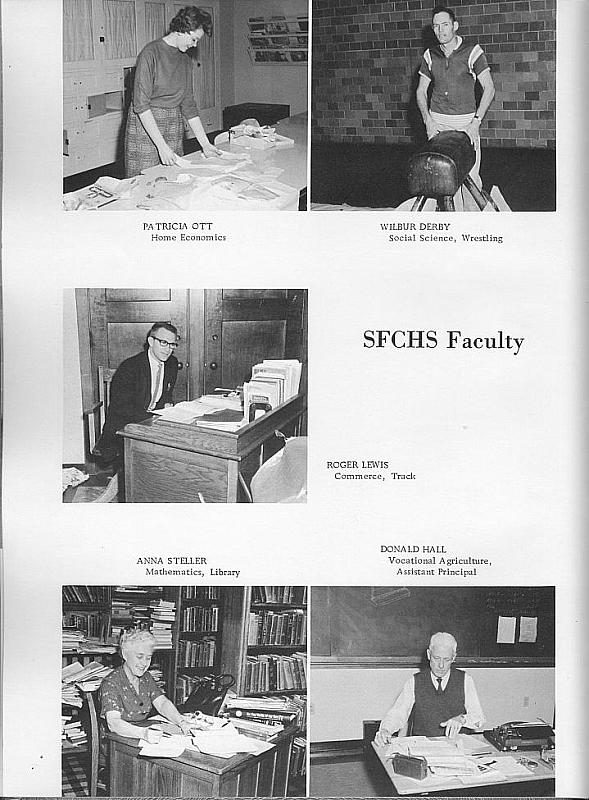 PATRICIA OTT
Home Economics
WILBUR DERBY
Social Science, Wrestling
SFCHS Faculty
ROGER LEWIS
Commerce, Track
ANNA STELLER
Mathematics, Library
DONALD HALL
Vocational Agriculture,
Assistant Principal